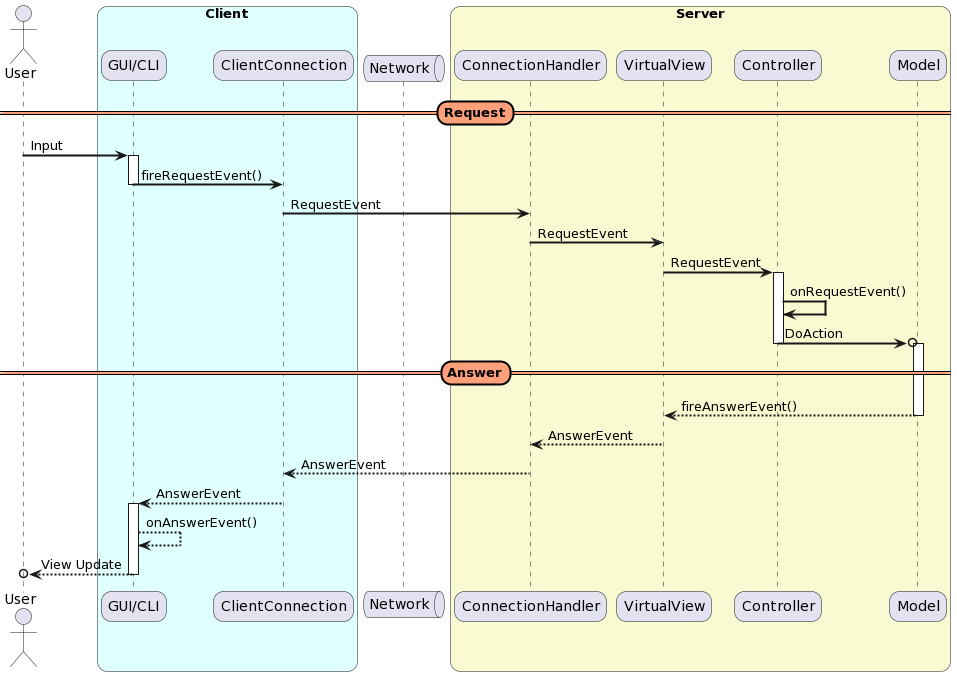 Client
Server
User
GUI/CLI
ClientConnection
Network
ConnectionHandler
VirtualView
Controller
Model
Request
Input
fireRequestEvent()
RequestEvent
RequestEvent
RequestEvent
onRequestEvent()
DoAction
Answer
fireAnswerEvent()
AnswerEvent
AnswerEvent
AnswerEvent
onAnswerEvent()
View Update
User
GUI/CLI
ClientConnection
Network
ConnectionHandler
VirtualView
Controller
Model